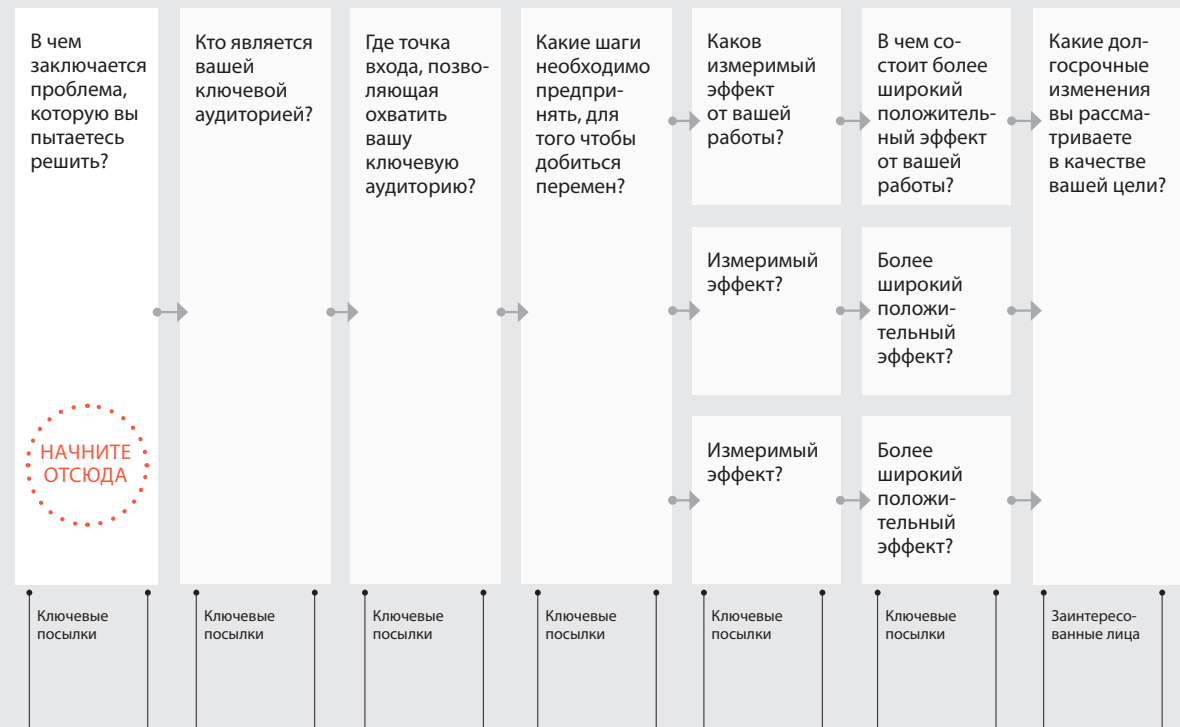 В чем
заключается
проблема,
которую вы
пытаетесь
решить?
НАЧНИТЕ
ОТСЮДА
Кто является
вашей
ключевой
аудиторией?
Где точка
входа, позво-
ляющая
охватить
вашу
ключевую
аудиторию?
Какие шаги
необходимо
предпри-
нять, для
того чтобы
добиться
перемен?
Каков
измеримый
эффект
от вашей
работы?
В чем со-
стоит более
широкий
положитель-
ный эффект
от вашей
работы?
Какие дол-
госрочные
изменения
вы рассма-
триваете
в качестве
вашей цели?
Измеримый
эффект?
Более
широкий
положи-
тельный
эффект?
Измеримый
эффект?
Более
широкий
положи-
тельный
эффект?
Ключевые
посылки
Ключевые
посылки
Ключевые
посылки
Ключевые
посылки
Ключевые
посылки
Ключевые
посылки
Заинтересо-
ванные лица